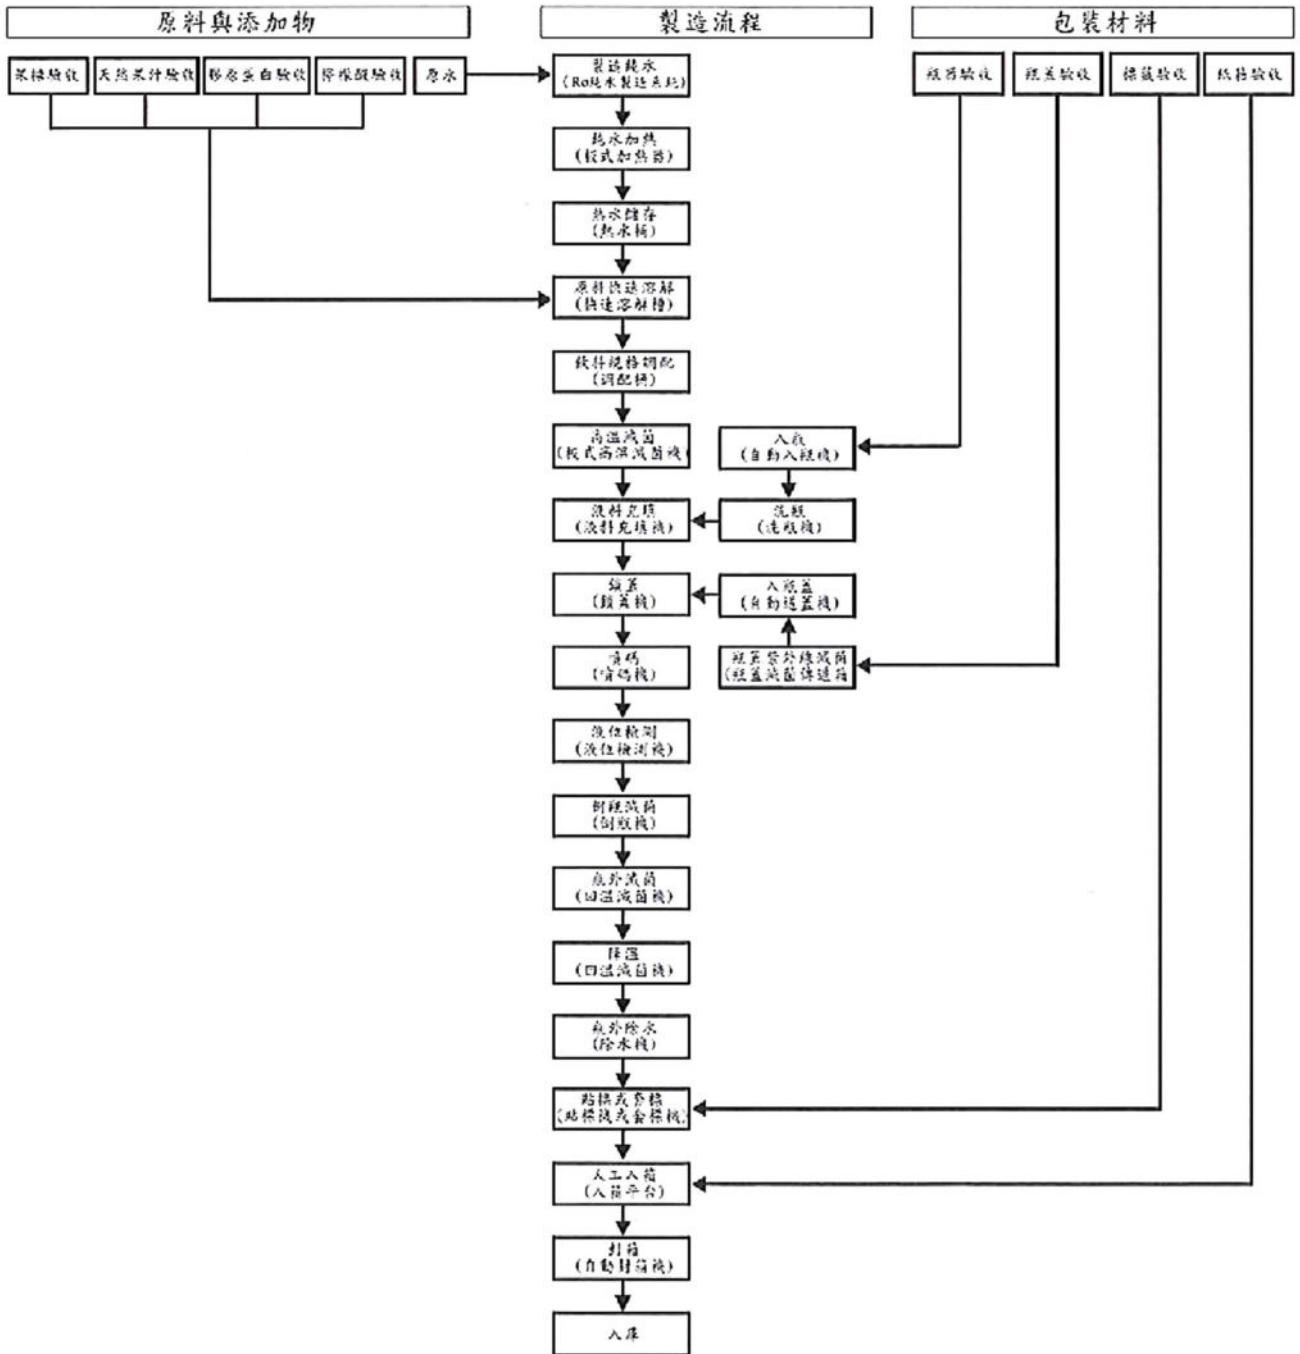 原料與添加物
製造流程
包裝材料
果糖驗收
天然果汁驗收
膠原蛋白驗收
檸檬酸驗收
原水
製造純水
(Ro純水製造系統)
瓶器驗收
瓶蓋驗收
標籤驗收
紙箱驗收
純水加熱
(板式加熱器)
熱水儲存
(熱水桶)
原料快速溶解
(快速溶解槽)
飲料規格調配
(調配桶)
高溫滅菌
(板式高溫滅菌機)
入瓶
(自動入瓶機)
液料充填
(液料充填機)
洗瓶
(洗瓶機)
鎖蓋
(鎖蓋機)
入瓶蓋
(自動送蓋機)
噴碼
(噴碼機)
瓶蓋紫外線滅菌
(瓶蓋滅菌傳送箱
液位檢測
(液位檢測機)
倒瓶滅菌
(倒瓶機)
瓶外滅菌
(回溫滅菌機)
降溫
(回溫滅菌機)
瓶外除水
(除水機)
貼標或套標
(貼標機或套標機)
人工入箱
(入箱平台)
封箱
(自動封箱機)
入庫